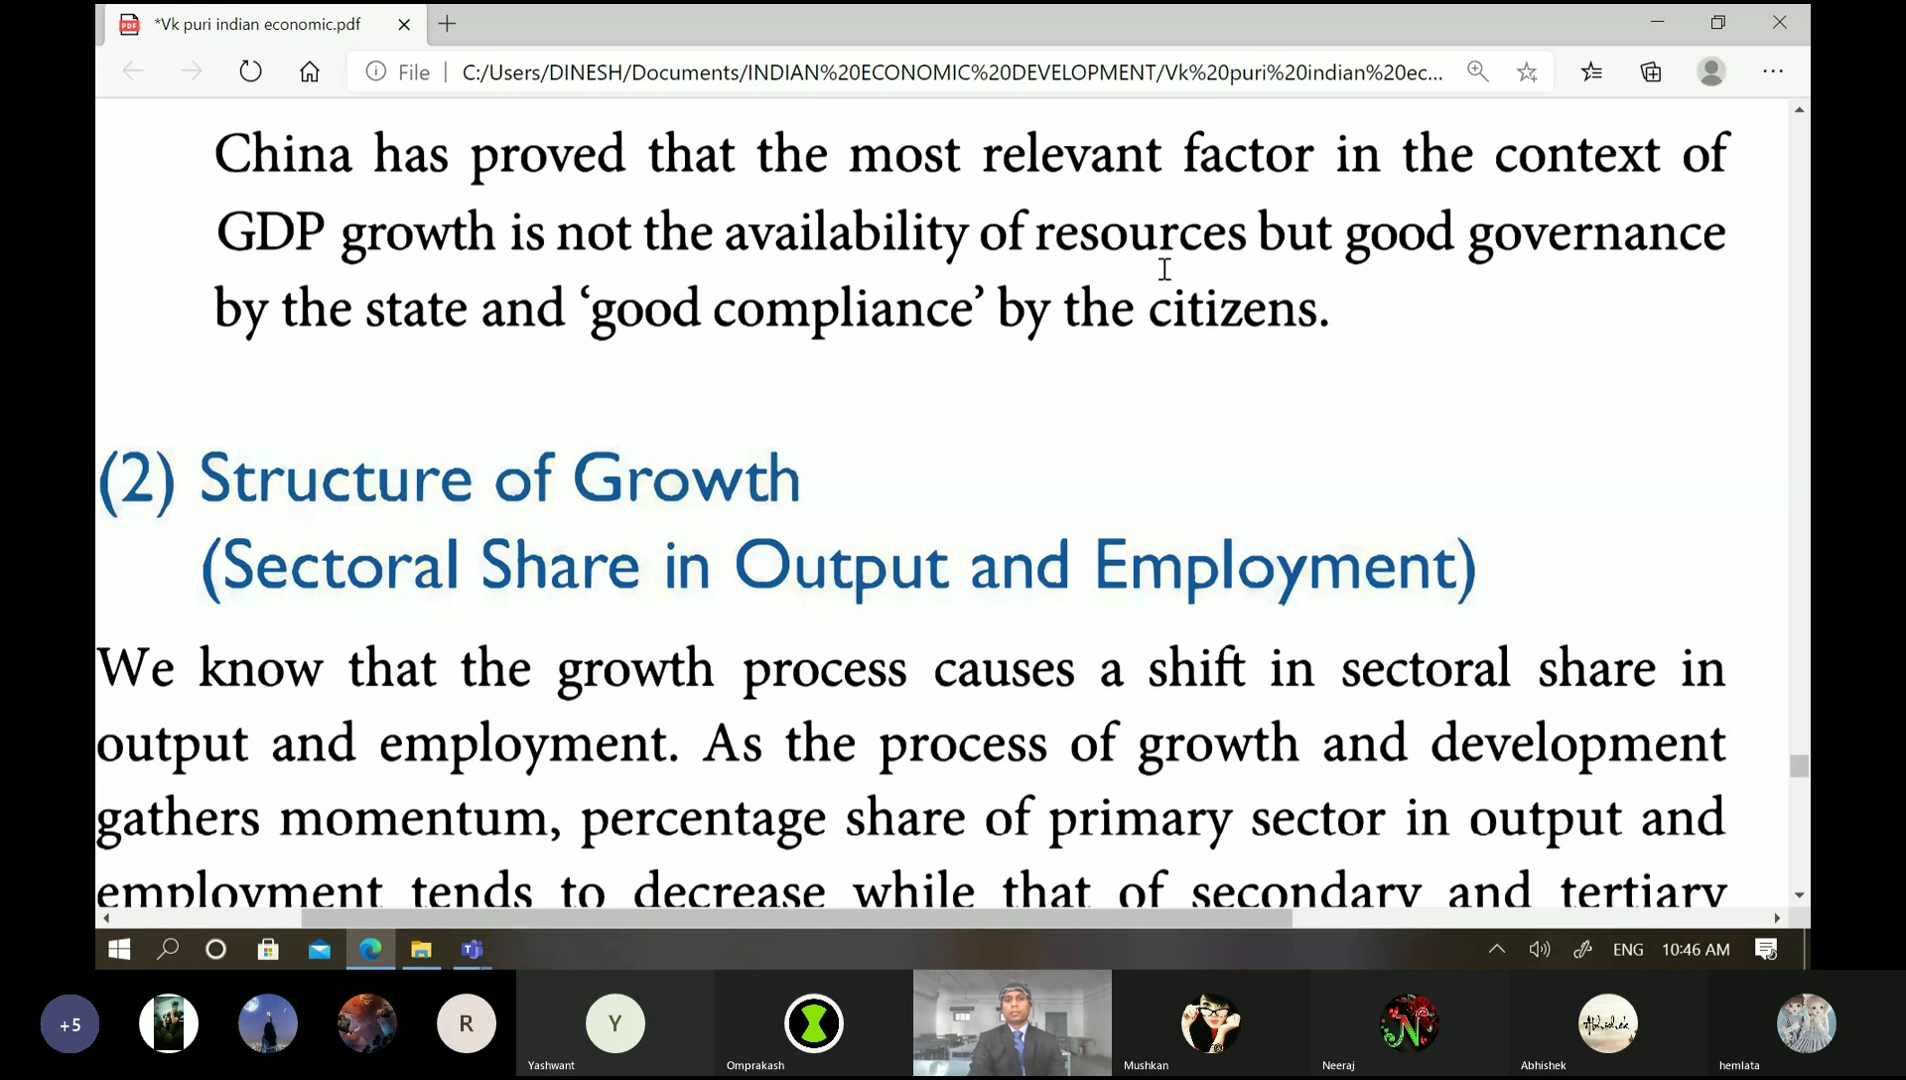 *Vk puri indian economic.pdf
File
C:/Users/DINESH/Documents/INDIAN%20ECONOMIC%20DEVELOPMENT/Vk%20puri%20indian%20ec...
China has proved that the most relevant factor in the context of
GDP growth is not the availability of resources but good governance
by the state and ‘good compliance’ by the citizens.
(2) Structure of Growth
(Sectoral Share in Output and Employment)
We know that the growth process causes a shift in sectoral share in
output and employment. As the process of growth and development
gathers momentum, percentage share of primary sector in output and
employment tends to decrease while that of secondary and tertiary
ENG 10:46 AM
+5
R
Y
N
Abhishek
Yashwant
Omprakash
Mushkan
Neeraj
Abhishek
hemlata